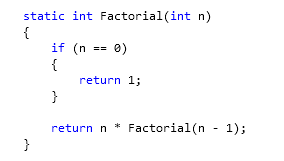 static int Factorial(int n)
{
    if (n == 0)
    {
        return 1;
    }

    return n * Factorial(n - 1);
}